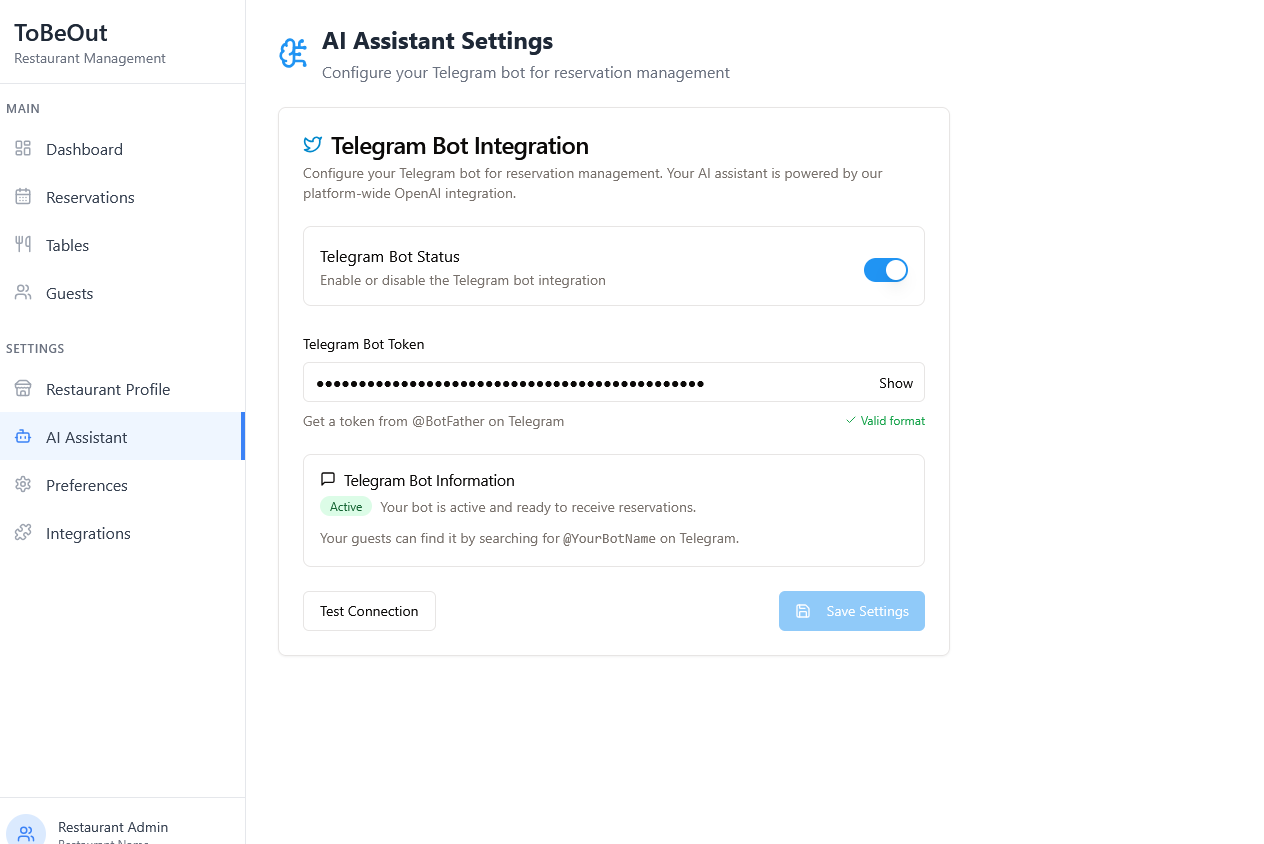 ToBeOut
Restaurant Management
MAIN
Dashboard
Reservations
Tables
Guests
SETTINGS
Restaurant Profile
AI Assistant
Preferences
Integrations
Restaurant Admin
Restaurant Name
AI Assistant Settings
Configure your Telegram bot for reservation management
Telegram Bot Integration
Configure your Telegram bot for reservation management. Your AI assistant is powered by our
platform-wide OpenAI integration.
Telegram Bot Status
Enable or disable the Telegram bot integration
Telegram Bot Token
Show
Get a token from @BotFather on Telegram
Valid format
Telegram Bot Information
Active Your bot is active and ready to receive reservations.
Your guests can find it by searching for @YourBotName on Telegram.
Test Connection
Save Settings